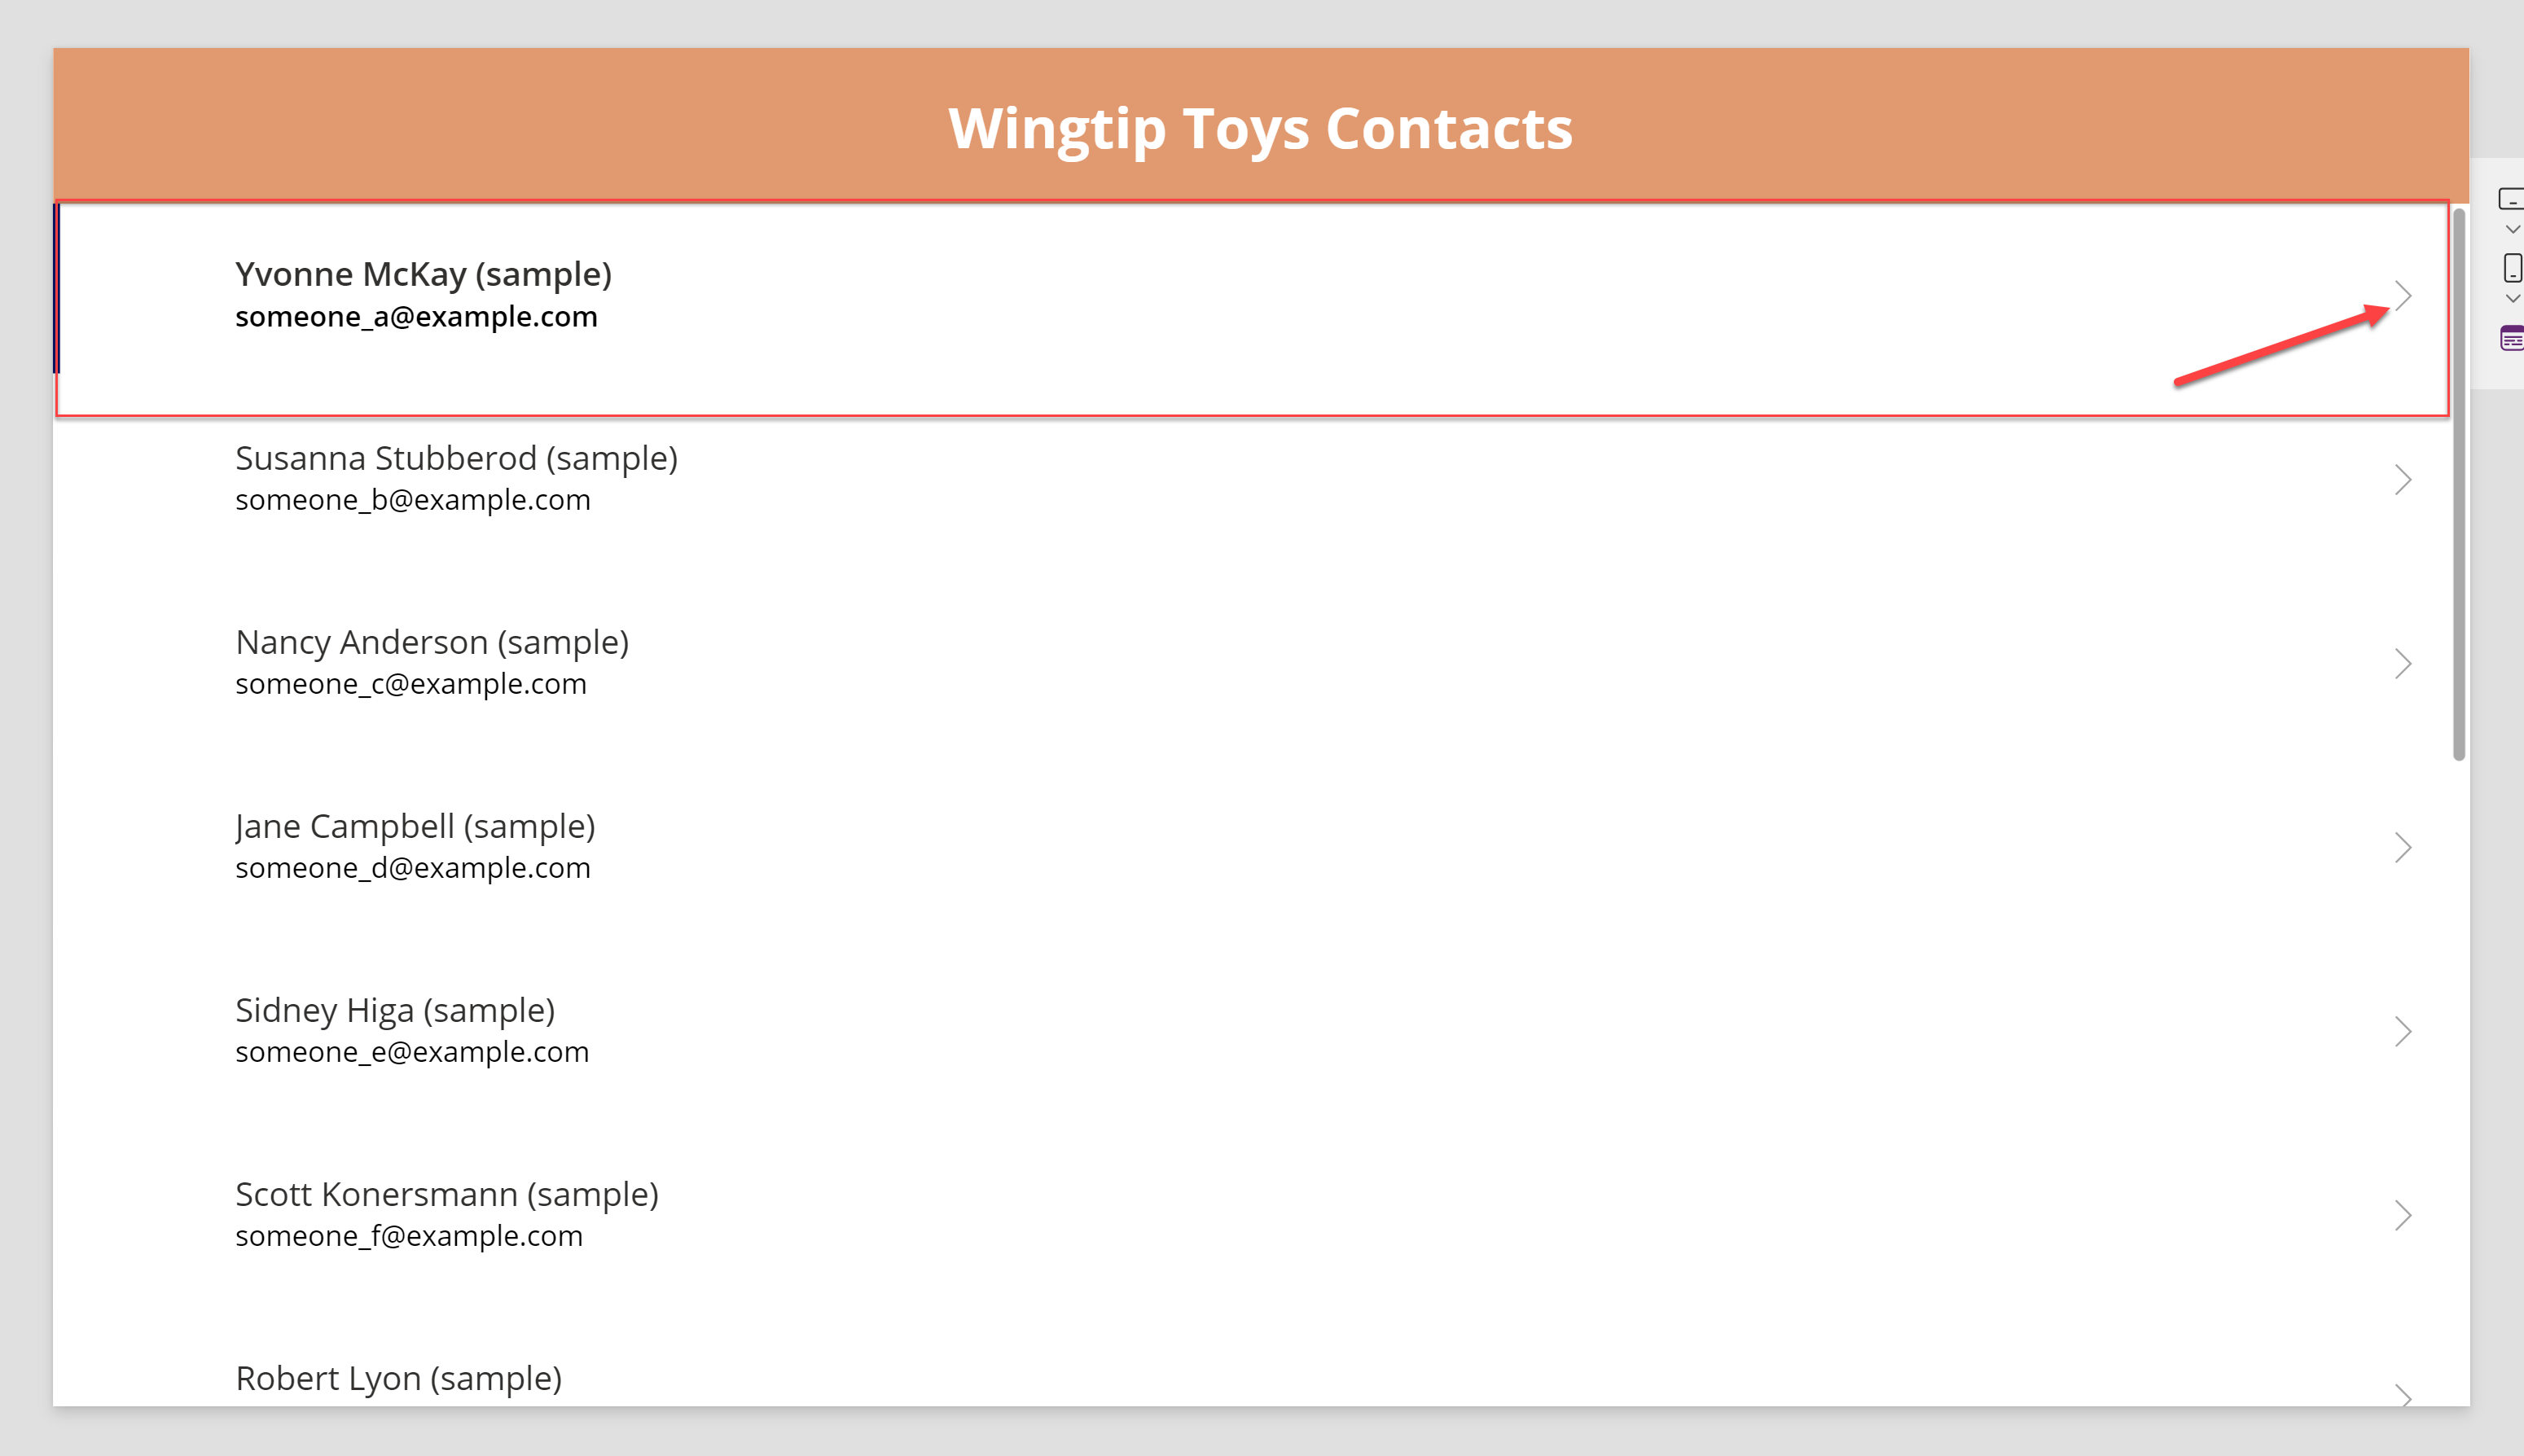 Wingtip Toys Contacts
Yvonne McKay (sample)
someone_a@example.com
Susanna Stubberod (sample)
someone_b@example.com
Nancy Anderson (sample)
someone_c@example.com
Jane Campbell (sample)
someone_d@example.com
Sidney Higa (sample)
someone_e@example.com
Scott Konersmann (sample)
someone_f@example.com
Robert Lyon (sample)